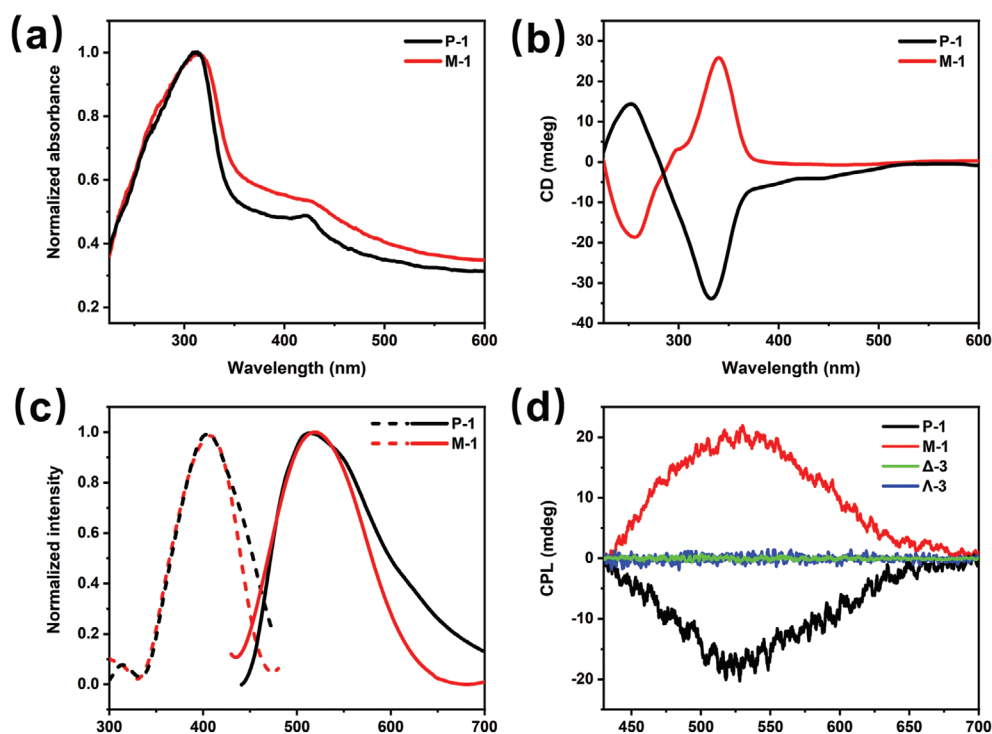 (a)
P-1
M-1
Normalized absorbance
1.0
0.8
0.6
0.4
0.2
300
400
500
600
Wavelength (nm)
(b)
P-1
M-1
CD (mdeg)
30
20
10
0
-10
-20
-30
-40
300
400
500
600
Wavelength (nm)
(c)
P-1
M-1
Normalized intensity
1.0
0.8
0.6
0.4
0.2
0.0
300
400
500
600
700
(d)
P-1
M-1
Δ-3
Λ-3
CPL (mdeg)
20
10
0
-10
-20
450
500
550
600
650
700